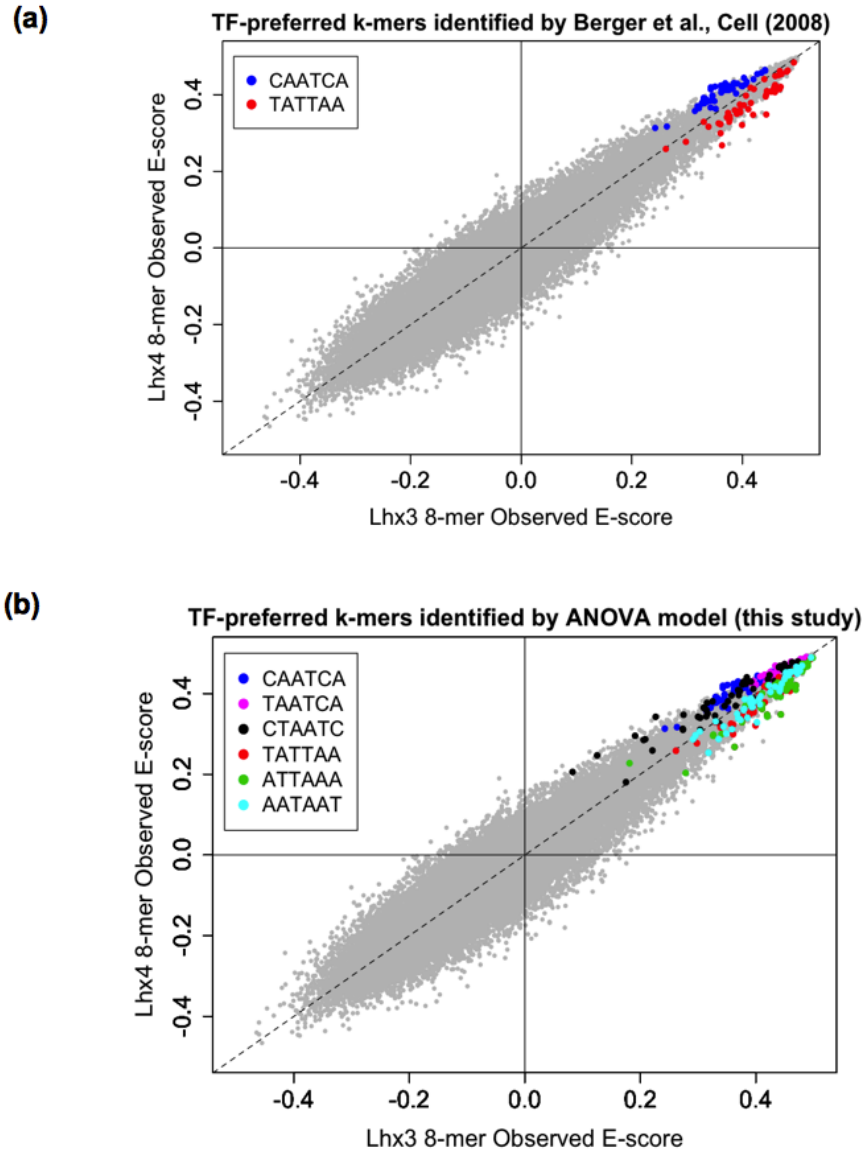 (a)
TF-preferred k-mers identified by Berger et al., Cell (2008)
CAATCA
TATTAA
0.4
0.2
0.0
-0.2
-0.4
Lhx4 8-mer Observed E-score
-0.4 -0.2 0.0 0.2 0.4
Lhx3 8-mer Observed E-score
(b)
TF-preferred k-mers identified by ANOVA model (this study)
CAATCA
TAATCA
CTAATC
TATTAA
ATTAAA
AATAAT
0.4
0.2
0.0
-0.2
-0.4
Lhx4 8-mer Observed E-score
-0.4 -0.2 0.0 0.2 0.4
Lhx3 8-mer Observed E-score